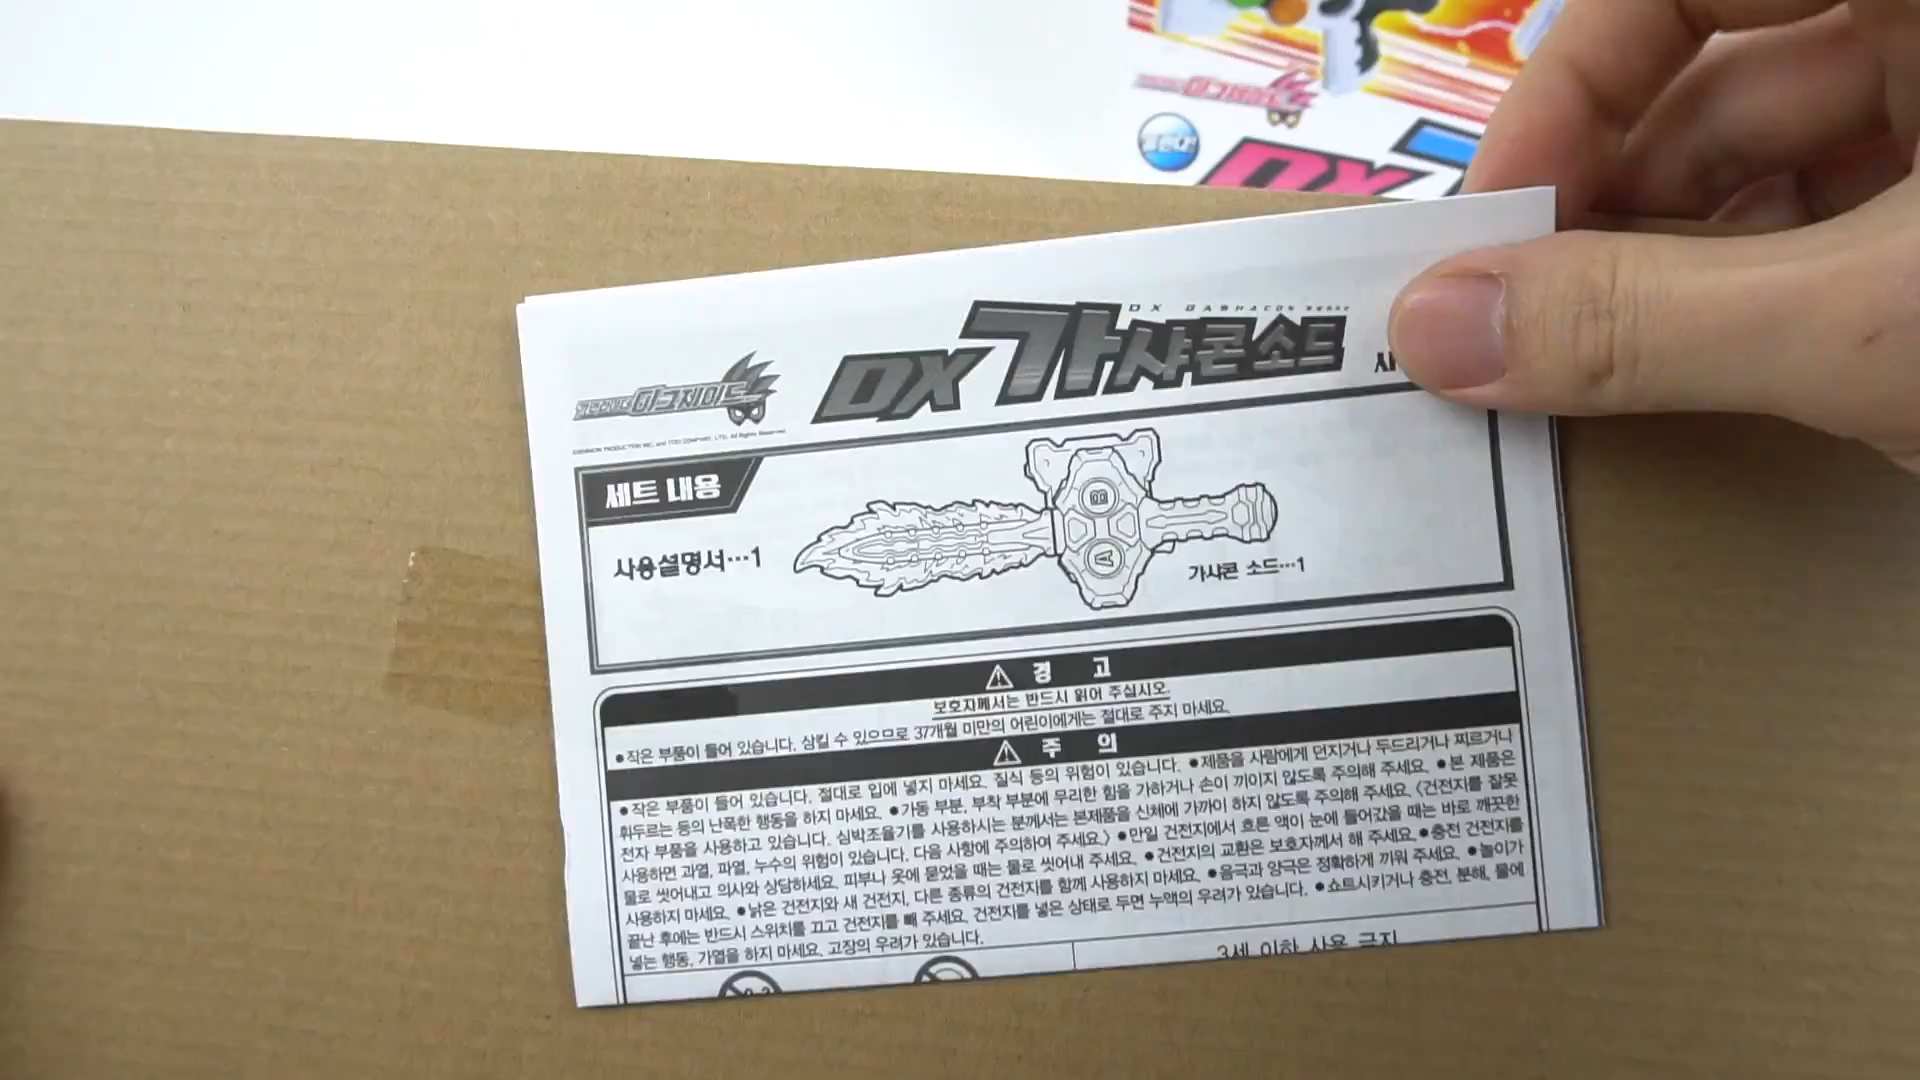 DX
DX GASHACON SWORD
가면라이더 에그제이드
DX 가샤콘 소드
세트 내용
사용설명서…1
가샤콘 소드…1
B
A
경 고
보호자께서는 반드시 읽어 주십시오.
●작은 부품이 들어 있습니다. 삼킬 수 있으므로 37개월 미만의 어린이에게는 절대로 주지 마세요.
주 의
●작은 부품이 들어 있습니다. 절대로 입에 넣지 마세요. 질식 등의 위험이 있습니다. ●제품을 사람에게 던지거나 두드리거나 찌르거나
휘두르는 등의 난폭한 행동을 하지 마세요. ●가동 부분, 부착 부분에 무리한 힘을 가하거나 손이 끼이지 않도록 주의해 주세요. ●본 제품은
전자 부품을 사용하고 있습니다. 심박조율기를 사용하시는 분께서는 본제품을 신체에 가까이 하지 않도록 주의해 주세요. 〈건전지를 잘못
사용하면 과열, 파열, 누수의 위험이 있습니다. 다음 사항에 주의하여 주세요.〉 ●만일 건전지에서 흐른 액이 눈에 들어갔을 때는 바로 깨끗한
물로 씻어내고 의사와 상담하세요. 피부나 옷에 묻었을 때는 물로 씻어내 주세요. ●건전지의 교환은 보호자께서 해 주세요. ●충전 건전지를
사용하지 마세요. ●낡은 건전지와 새 건전지, 다른 종류의 건전지를 함께 사용하지 마세요. ●음극과 양극은 정확하게 끼워 주세요. ●놀이가
끝난 후에는 반드시 스위치를 끄고 건전지를 빼 주세요. 건전지를 넣은 상태로 두면 누액의 우려가 있습니다. ●쇼트시키거나 충전, 분해, 물에
넣는 행동, 가열을 하지 마세요. 고장의 우려가 있습니다.
3세 이하 사용 금지